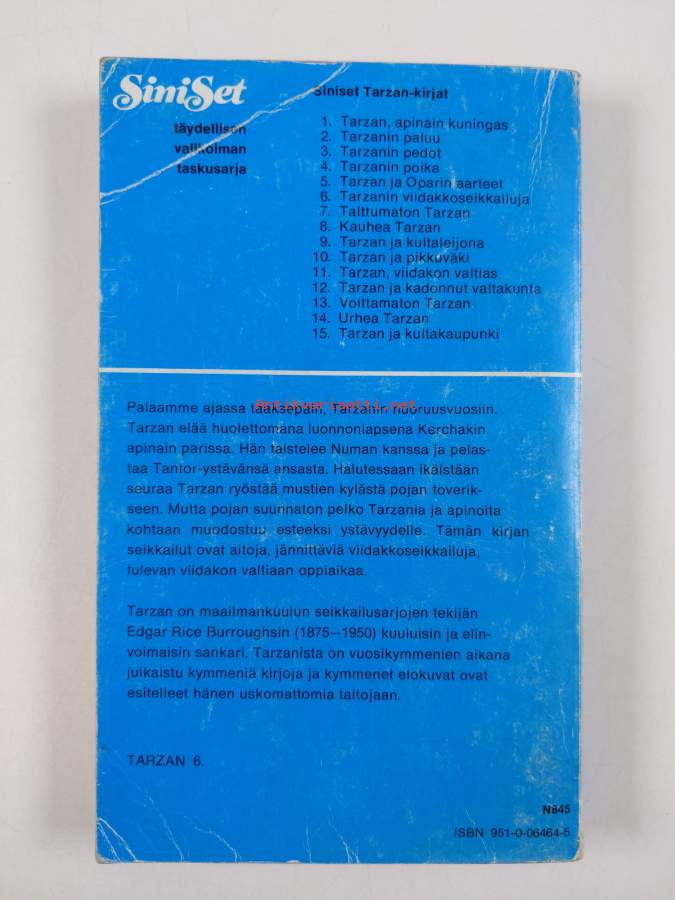 SiniSet
täydellisen
valikoiman
taskusarja
Siniset Tarzan-kirjat
1. Tarzan, apinain kuningas
2. Tarzanin paluu
3. Tarzanin pedot
4. Tarzanin poika
5. Tarzan ja Oparin aarteet
6. Tarzanin viidakkoseikkailuja
7. Talttumaton Tarzan
8. Kauhea Tarzan
9. Tarzan ja kultaleijona
10. Tarzan ja pikkuväki
11. Tarzan, viidakon valtias
12. Tarzan ja kadonnut valtakunta
13. Voittamaton Tarzan
14. Urhea Tarzan
15. Tarzan ja kultakaupunki
Palaamme ajassa taaksepäin, Tarzanin nuoruusvuosiin.
Antikvariaatti.net
Tarzan elää huolettomana luonnonlapsena Kerchakin
apinain parissa. Hän taistelee Numan kanssa ja pelas-
taa Tantor-ystävänsä ansasta. Halutessaan ikäistään
seuraa Tarzan ryöstää mustien kylästä pojan toverik-
seen. Mutta pojan suunnaton pelko Tarzania ja apinoita
kohtaan muodostuu esteeksi ystävyydelle. Tämän kirjan
seikkailut ovat aitoja, jännittäviä viidakkoseikkailuja,
tulevan viidakon valtiaan oppiaikaa.
Tarzan on maailmankuulun seikkailusarjojen tekijän
Edgar Rice Burroughsin (1875—1950) kuuluisin ja elin-
voimaisin sankari. Tarzanista on vuosikymmenien aikana
julkaistu kymmeniä kirjoja ja kymmenet elokuvat ovat
esitelleet hänen uskomattomia taitojaan.
TARZAN 6.
N845
ISBN 951-0-06464-5